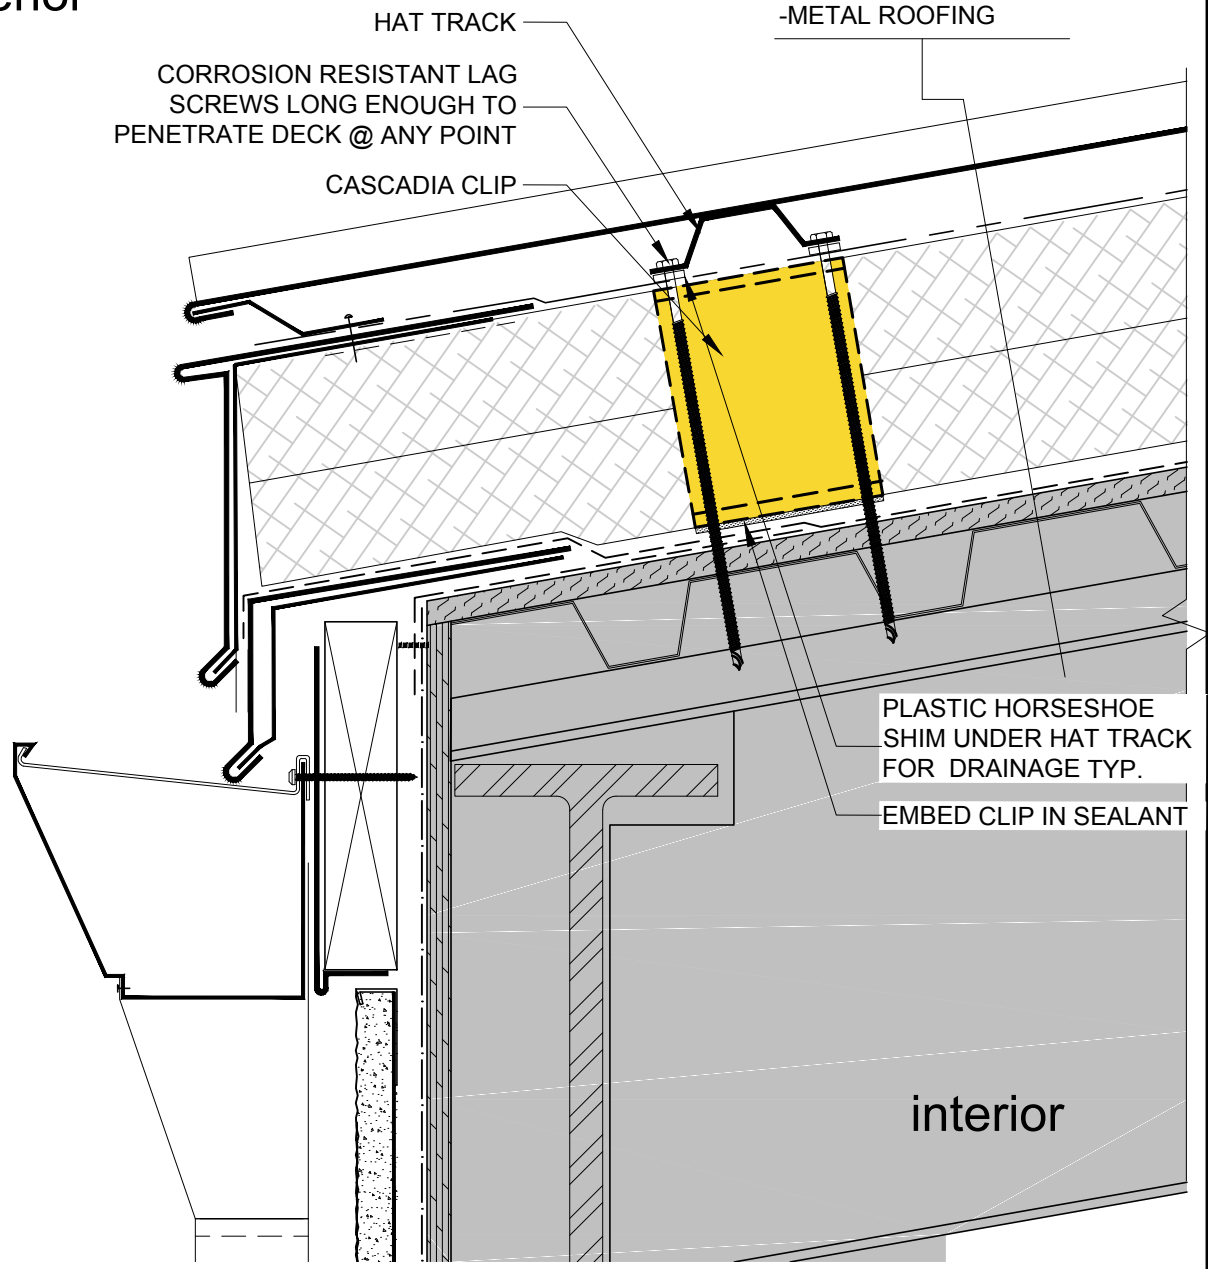 HAT TRACK
-METAL ROOFING
CORROSION RESISTANT LAG
SCREWS LONG ENOUGH TO
PENETRATE DECK @ ANY POINT
CASCADIA CLIP
PLASTIC HORSESHOE
SHIM UNDER HAT TRACK
FOR DRAINAGE TYP.
EMBED CLIP IN SEALANT
interior